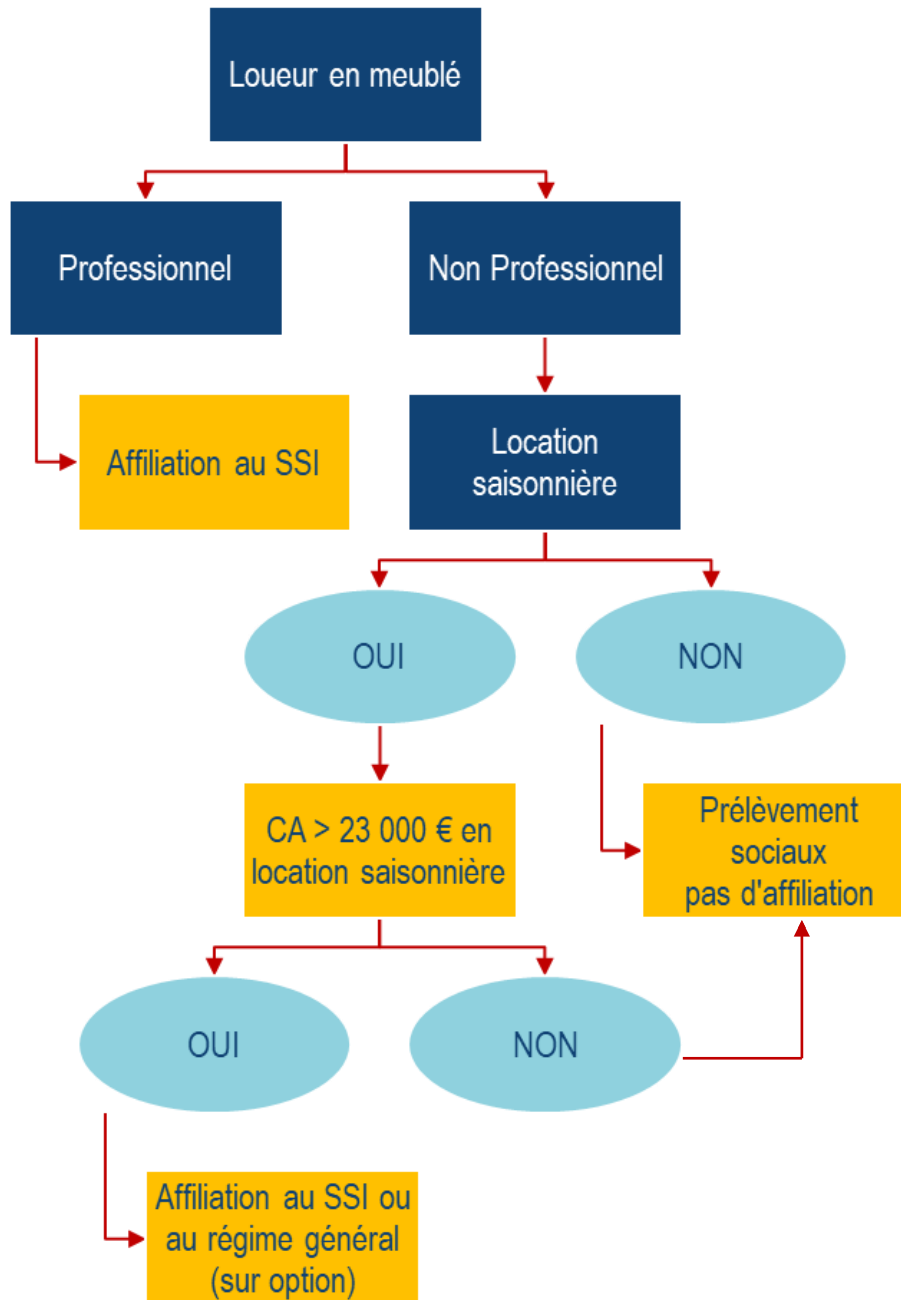 Loueur en meublé
Professionnel
Non Professionnel
Affiliation au SSI
Location
saisonnière
OUI
NON
CA > 23 000 € en
location saisonnière
Prélèvement
sociaux
pas d'affiliation
OUI
NON
Affiliation au SSI ou
au régime général
(sur option)